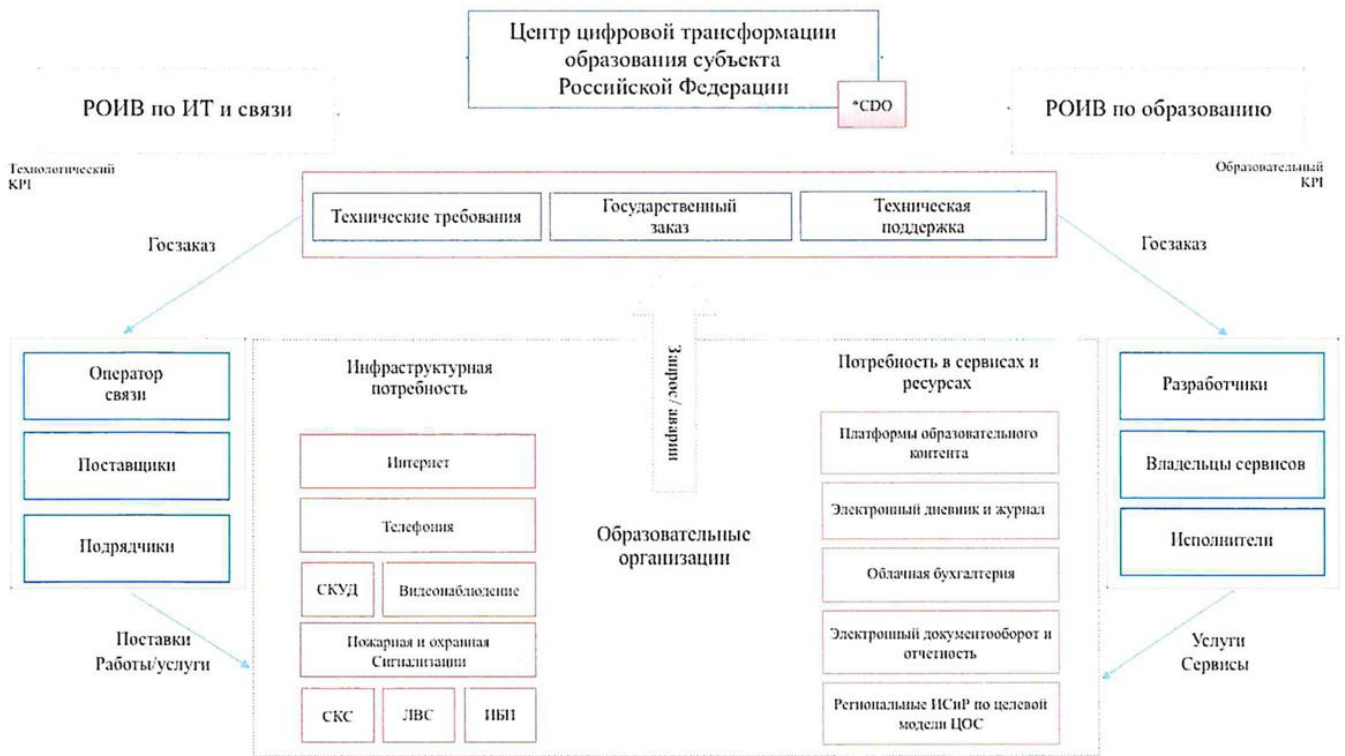 Центр цифровой трансформации
образования субъекта
Российской Федерации
*CDO
РОИВ по ИТ и связи
РОИВ по образованию
Технологический
KPI
Образовательный
KPI
Технические требования
Государственный
заказ
Техническая
поддержка
Госзаказ
Госзаказ
Оператор
связи
Поставщики
Подрядчики
Инфраструктурная
потребность
Интернет
Телефония
СКУД
Видеонаблюдение
Пожарная и охранная
Сигнализации
СКС
ЛВС
ИБП
Запрос/ аварии
Образовательные
организации
Потребность в сервисах и
ресурсах
Платформы образовательного
контента
Электронный дневник и журнал
Облачная бухгалтерия
Электронный документооборот и
отчетность
Региональные ИСиР по целевой
модели ЦОС
Разработчики
Владельцы сервисов
Исполнители
Поставки
Работы/услуги
Услуги
Сервисы